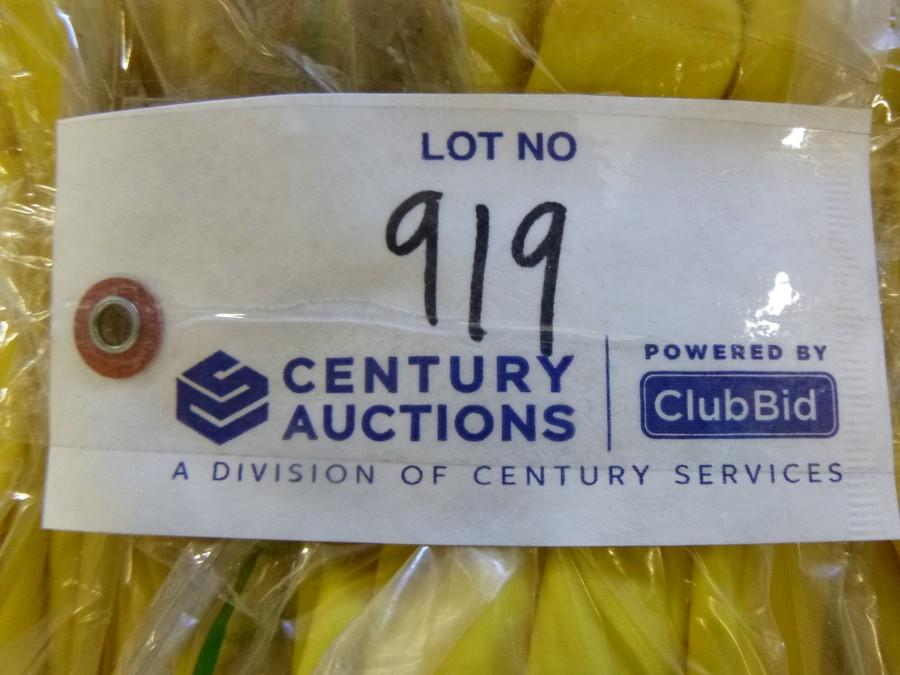 LOT NO
919
CENTURY
AUCTIONS
POWERED BY
ClubBid
A DIVISION OF CENTURY SERVICES